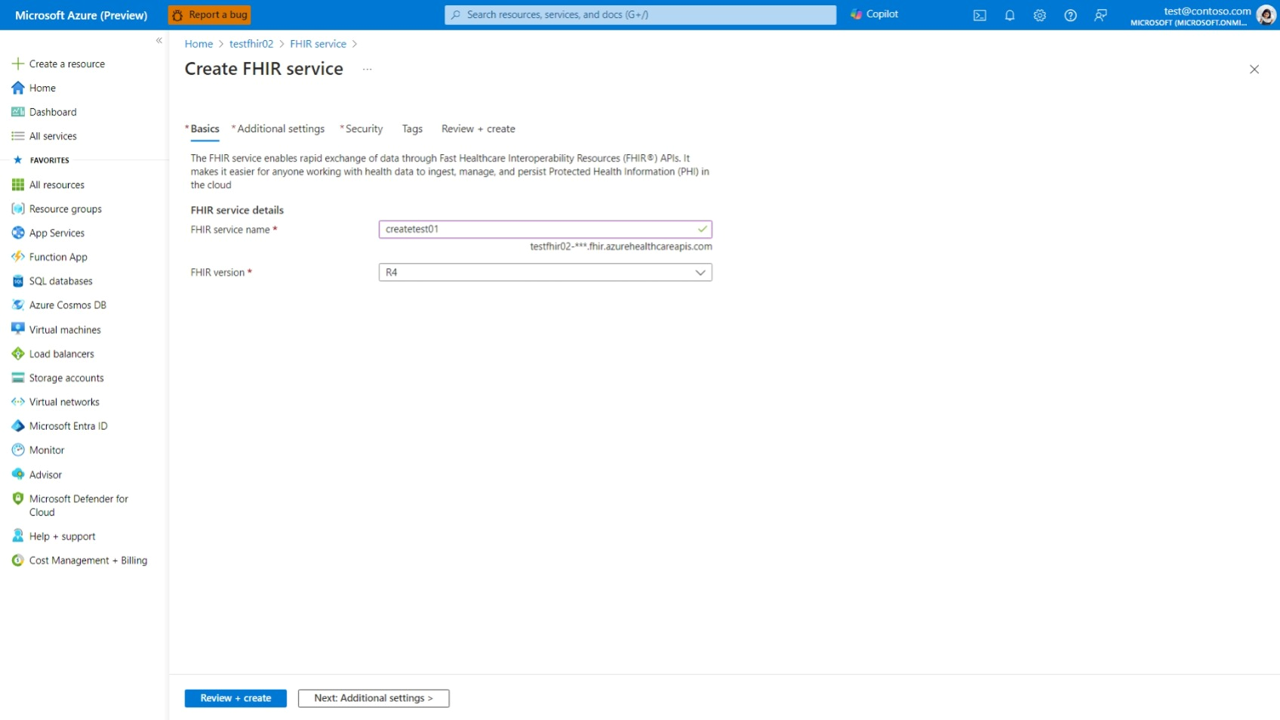 Microsoft Azure (Preview)
Report a bug
Search resources, services, and docs (G+/)
Copilot
test@contoso.com
MICROSOFT (MICROSOFT.ONMI...
Home > testfhir02 > FHIR service >
Create FHIR service
...
Create a resource
Home
Dashboard
All services
FAVORITES
All resources
Resource groups
App Services
Function App
SQL databases
Azure Cosmos DB
Virtual machines
Load balancers
Storage accounts
Virtual networks
Microsoft Entra ID
Monitor
Advisor
Microsoft Defender for
Cloud
Help + support
Cost Management + Billing
* Basics * Additional settings * Security Tags Review + create
The FHIR service enables rapid exchange of data through Fast Healthcare Interoperability Resources (FHIR®) APIs. It
makes it easier for anyone working with health data to ingest, manage, and persist Protected Health Information (PHI) in
the cloud
FHIR service details
FHIR service name * createtest01
testfhir02-***.fhir.azurehealthcareapis.com
FHIR version * R4
Review + create
Next: Additional settings >